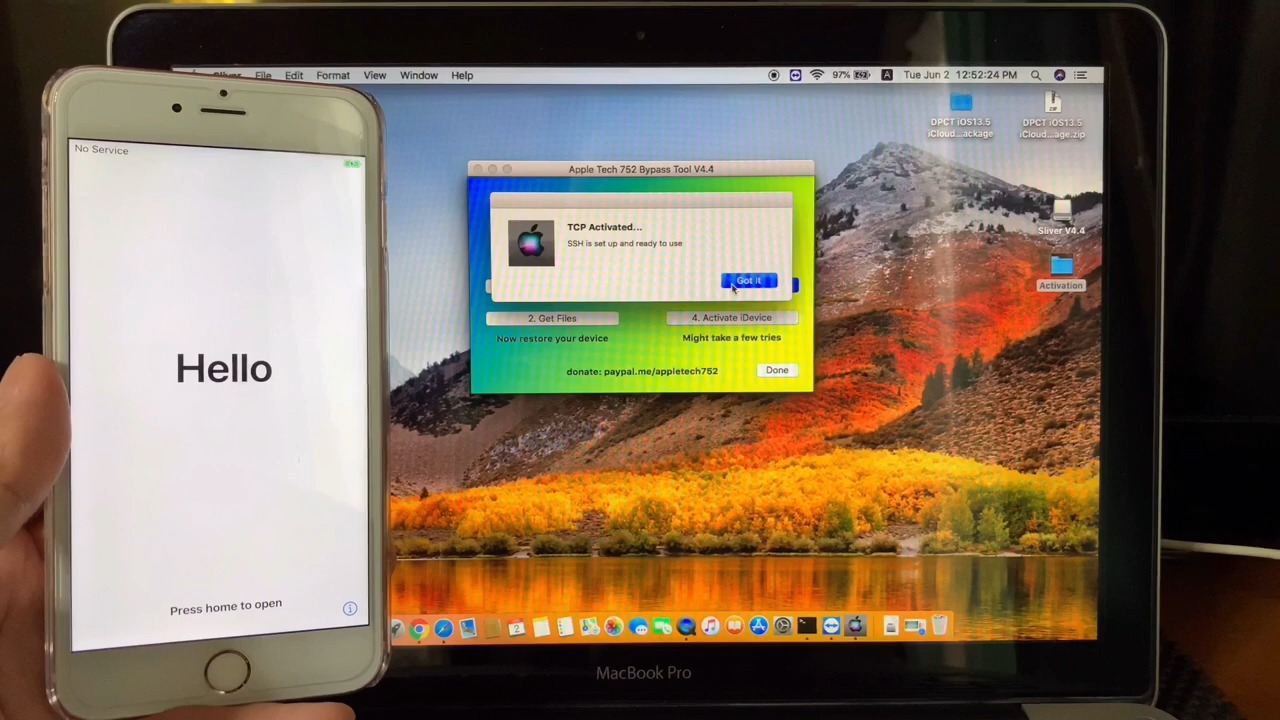 No Service
Hello
Press home to open
Sliver File Edit Format View Window Help
97% A Tue Jun 2 12:52:24 PM
DPCT iOS13.5
iCloud...ackage
DPCT iOS13.5
iCloud...age.zip
ZIP
Sliver V4.4
Activation
Apple Tech 752 Bypass Tool V4.4
TCP Activated...
SSH is set up and ready to use
Got it
2. Get Files
4. Activate iDevice
Now restore your device
Might take a few tries
donate: paypal.me/appletech752
Done
2
MacBook Pro